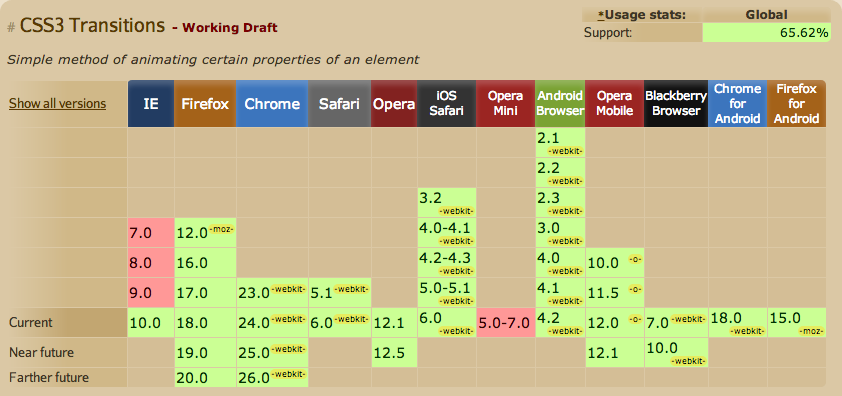 # CSS3 Transitions - Working Draft
*Usage stats: Global
Support: 65.62%
Simple method of animating certain properties of an element
Show all versions IE Firefox Chrome Safari Opera iOS Safari Opera Mini Android Browser Opera Mobile Blackberry Browser Chrome for Android Firefox for Android
2.1 -webkit-
2.2 -webkit-
3.2 -webkit- 2.3 -webkit-
7.0 12.0 -moz- 4.0-4.1 -webkit- 3.0 -webkit-
8.0 16.0 4.2-4.3 -webkit- 4.0 -webkit- 10.0 -o-
9.0 17.0 23.0 -webkit- 5.1 -webkit- 5.0-5.1 -webkit- 4.1 -webkit- 11.5 -o-
Current 10.0 18.0 24.0 -webkit- 6.0 -webkit- 12.1 6.0 -webkit- 5.0-7.0 4.2 -webkit- 12.0 -o- 7.0 -webkit- 18.0 -webkit- 15.0 -moz-
Near future 19.0 25.0 -webkit- 12.5 12.1 10.0 -webkit-
Farther future 20.0 26.0 -webkit-